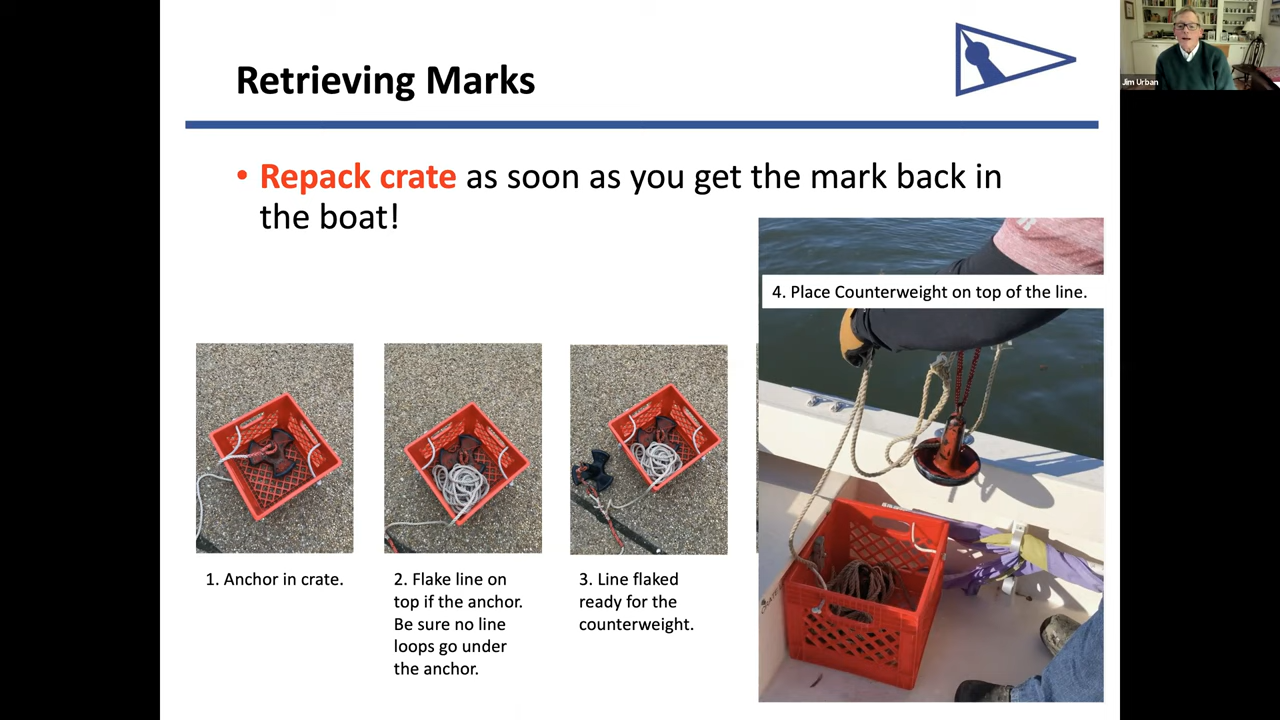 Retrieving Marks
• Repack crate as soon as you get the mark back in
the boat!
4. Place Counterweight on top of the line.
1. Anchor in crate.
2. Flake line on
top if the anchor.
Be sure no line
loops go under
the anchor.
3. Line flaked
ready for the
counterweight.
Jim Urban